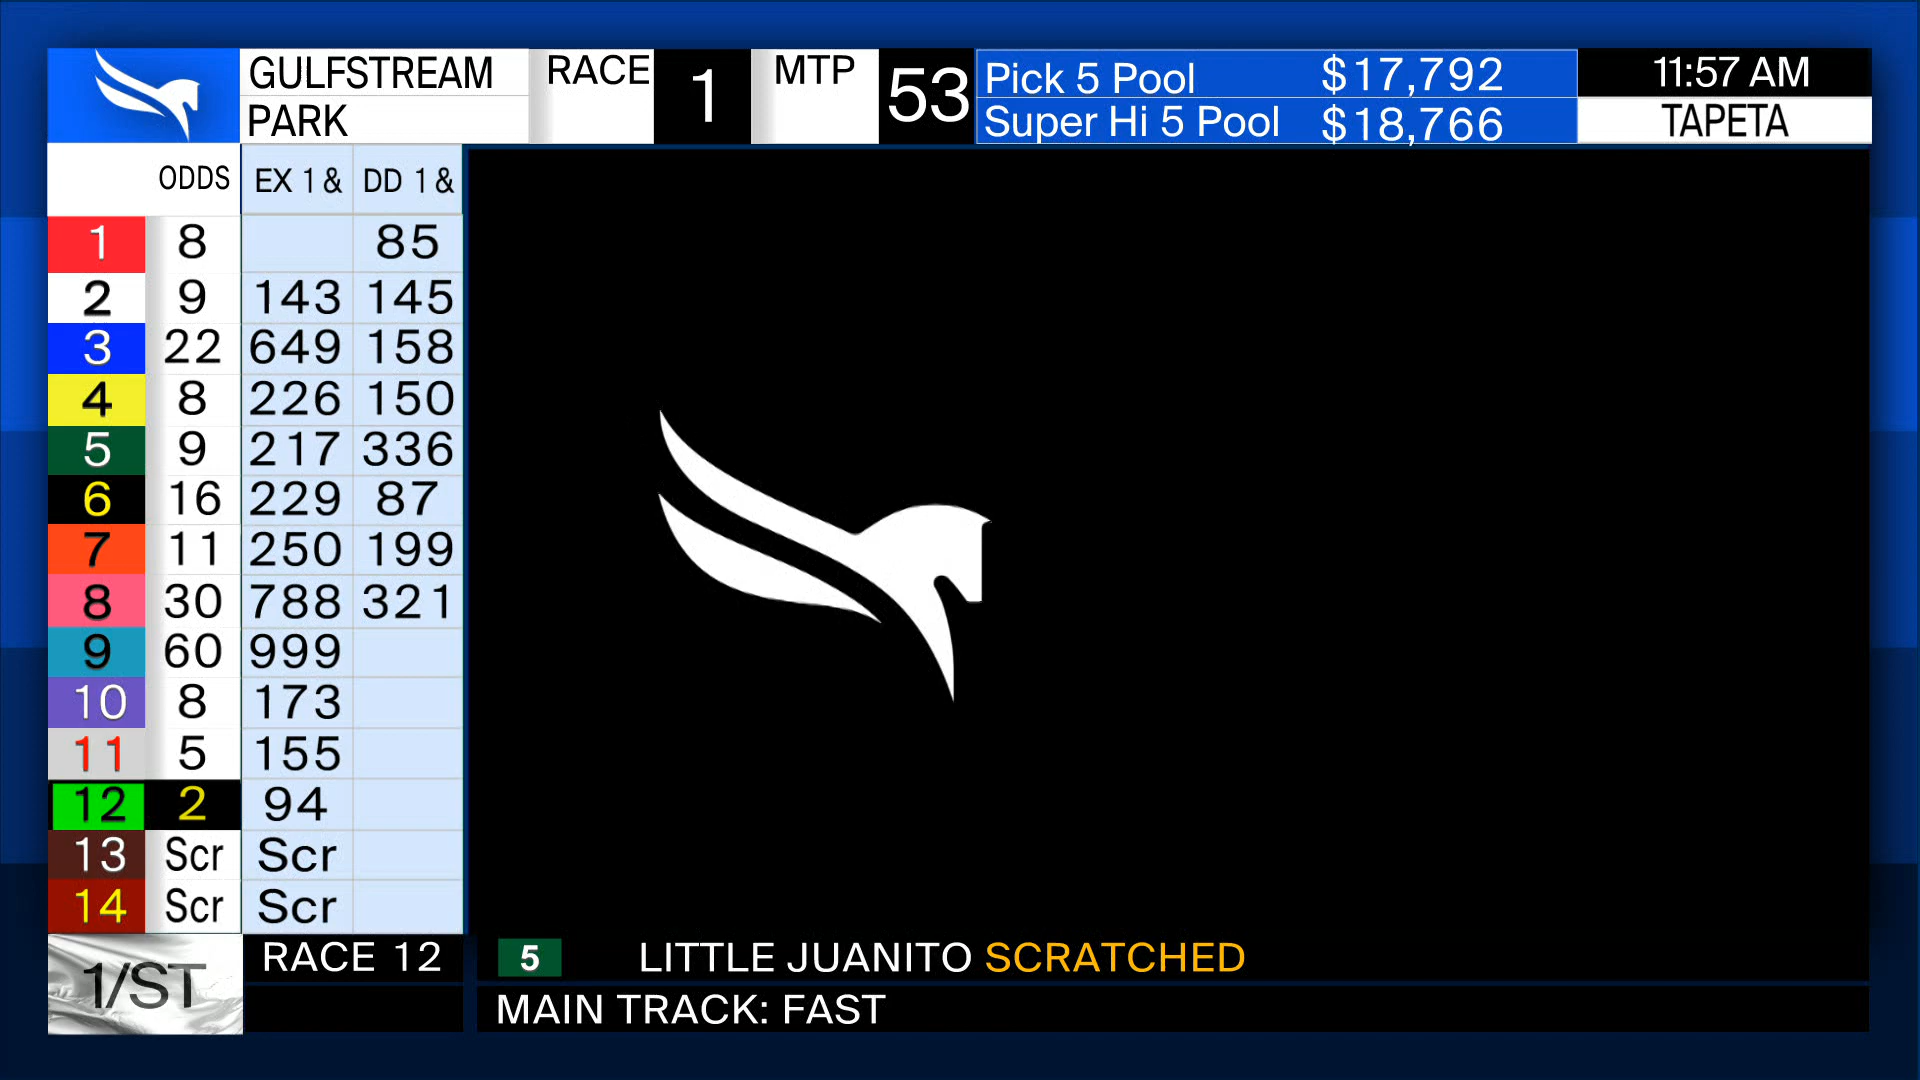 GULFSTREAM PARK
RACE 1 MTP 53
Pick 5 Pool $17,792
Super Hi 5 Pool $18,766
11:57 AM
TAPETA
ODDS EX 1 & DD 1 &
1 8 85
2 9 143 145
3 22 649 158
4 8 226 150
5 9 217 336
6 16 229 87
7 11 250 199
8 30 788 321
9 60 999
10 8 173
11 5 155
12 2 94
13 Scr Scr
14 Scr Scr
1/ST
RACE 12
5 LITTLE JUANITO SCRATCHED
MAIN TRACK: FAST